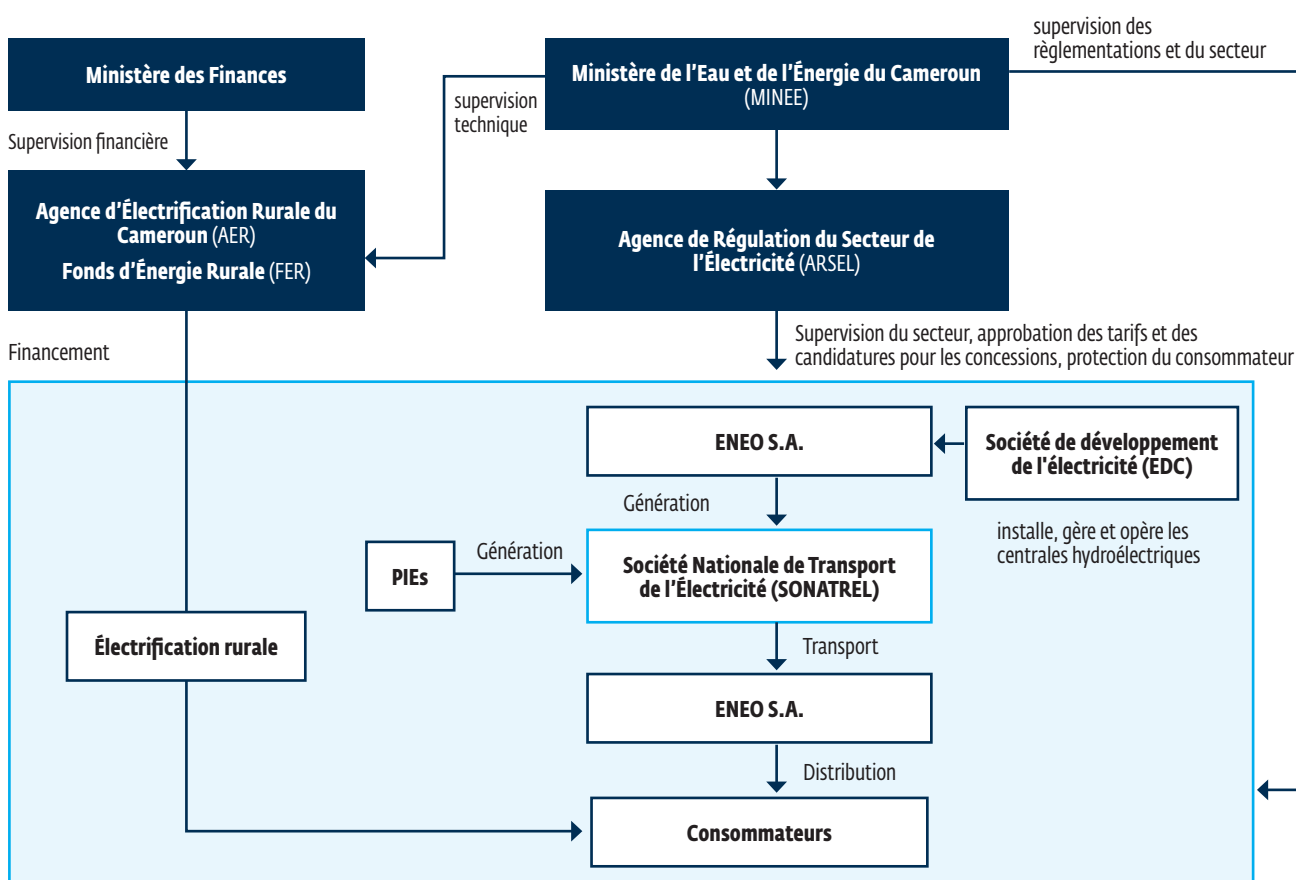 supervision des
règlementations et du secteur
Ministère des Finances
Ministère de l’Eau et de l’Énergie du Cameroun
(MINEE)
supervision
technique
Supervision financière
Agence d’Électrification Rurale du
Cameroun (AER)
Fonds d’Énergie Rurale (FER)
Agence de Régulation du Secteur de
l’Électricité (ARSEL)
Financement
Supervision du secteur, approbation des tarifs et des
candidatures pour les concessions, protection du consommateur
ENEO S.A.
Société de développement
de l'électricité (EDC)
Génération
installe, gère et opère les
centrales hydroélectriques
PIEs
Génération
Société Nationale de Transport
de l’Électricité (SONATREL)
Électrification rurale
Transport
ENEO S.A.
Distribution
Consommateurs